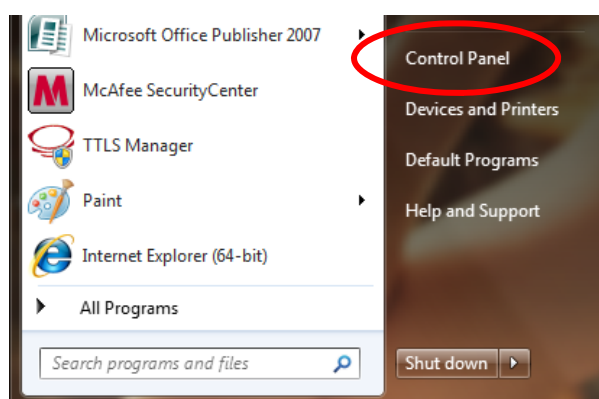 Microsoft Office Publisher 2007
McAfee SecurityCenter
TTLS Manager
Paint
Internet Explorer (64-bit)
All Programs
Search programs and files
Control Panel
Devices and Printers
Default Programs
Help and Support
Shut down